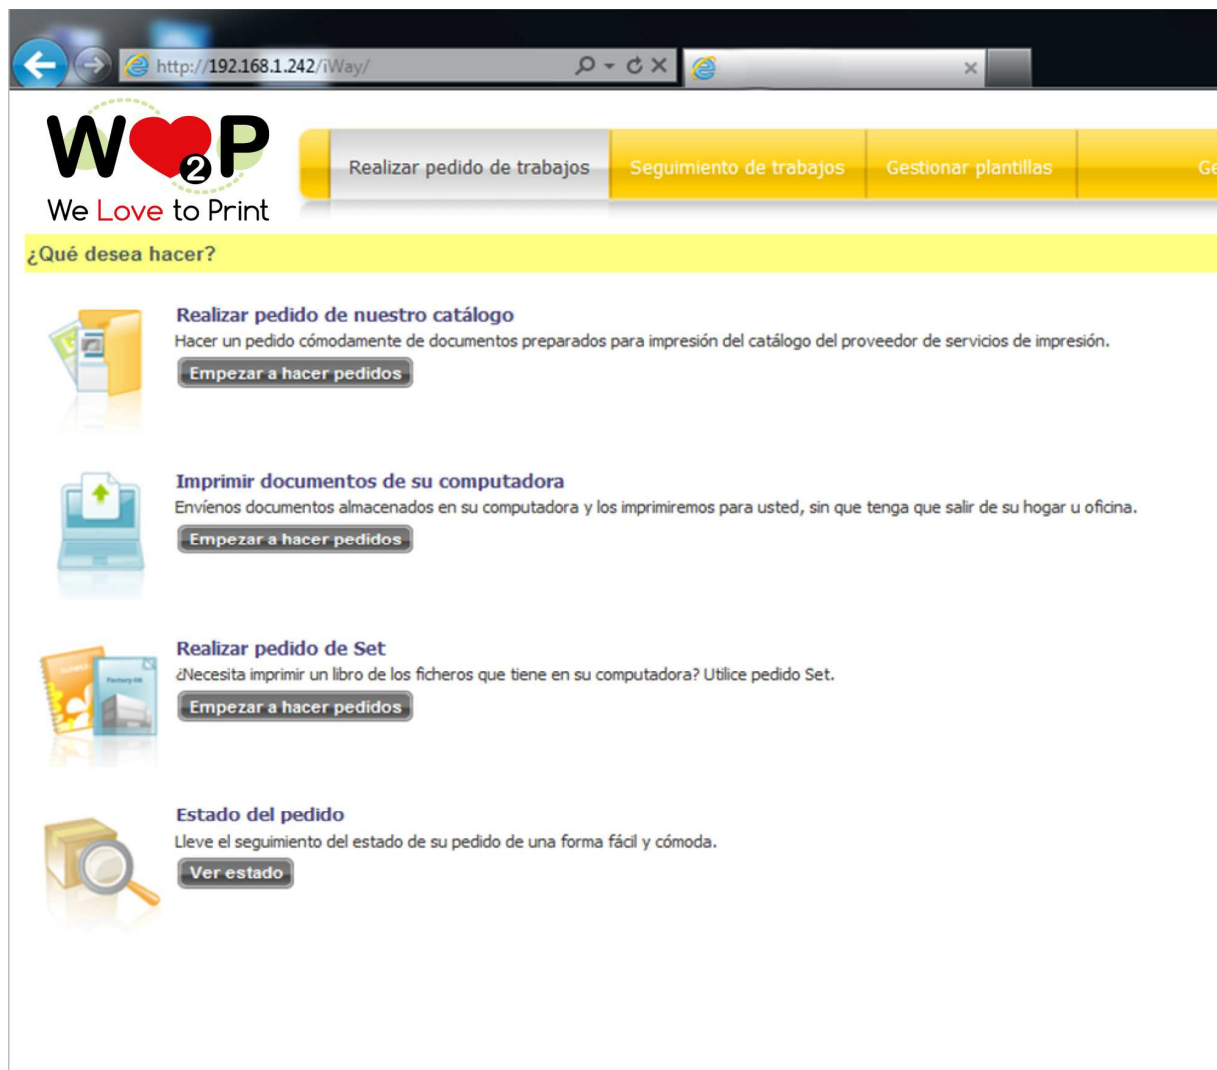 http://192.168.1.242/iWay/
W 2 P
We Love to Print
Realizar pedido de trabajos
Seguimiento de trabajos
Gestionar plantillas
Ge
¿Qué desea hacer?
Realizar pedido de nuestro catálogo
Hacer un pedido cómodamente de documentos preparados para impresión del catálogo del proveedor de servicios de impresión.
Empezar a hacer pedidos
Imprimir documentos de su computadora
Envíenos documentos almacenados en su computadora y los imprimiremos para usted, sin que tenga que salir de su hogar u oficina.
Empezar a hacer pedidos
Realizar pedido de Set
¿Necesita imprimir un libro de los ficheros que tiene en su computadora? Utilice pedido Set.
Empezar a hacer pedidos
Estado del pedido
Lleve el seguimiento del estado de su pedido de una forma fácil y cómoda.
Ver estado